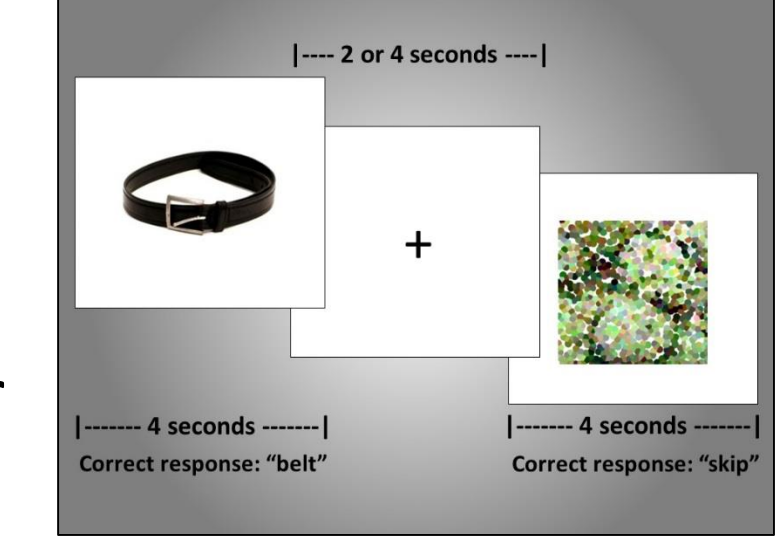 |---- 2 or 4 seconds ----|
+
|------- 4 seconds -------|
Correct response: “belt”
|------- 4 seconds -------|
Correct response: “skip”